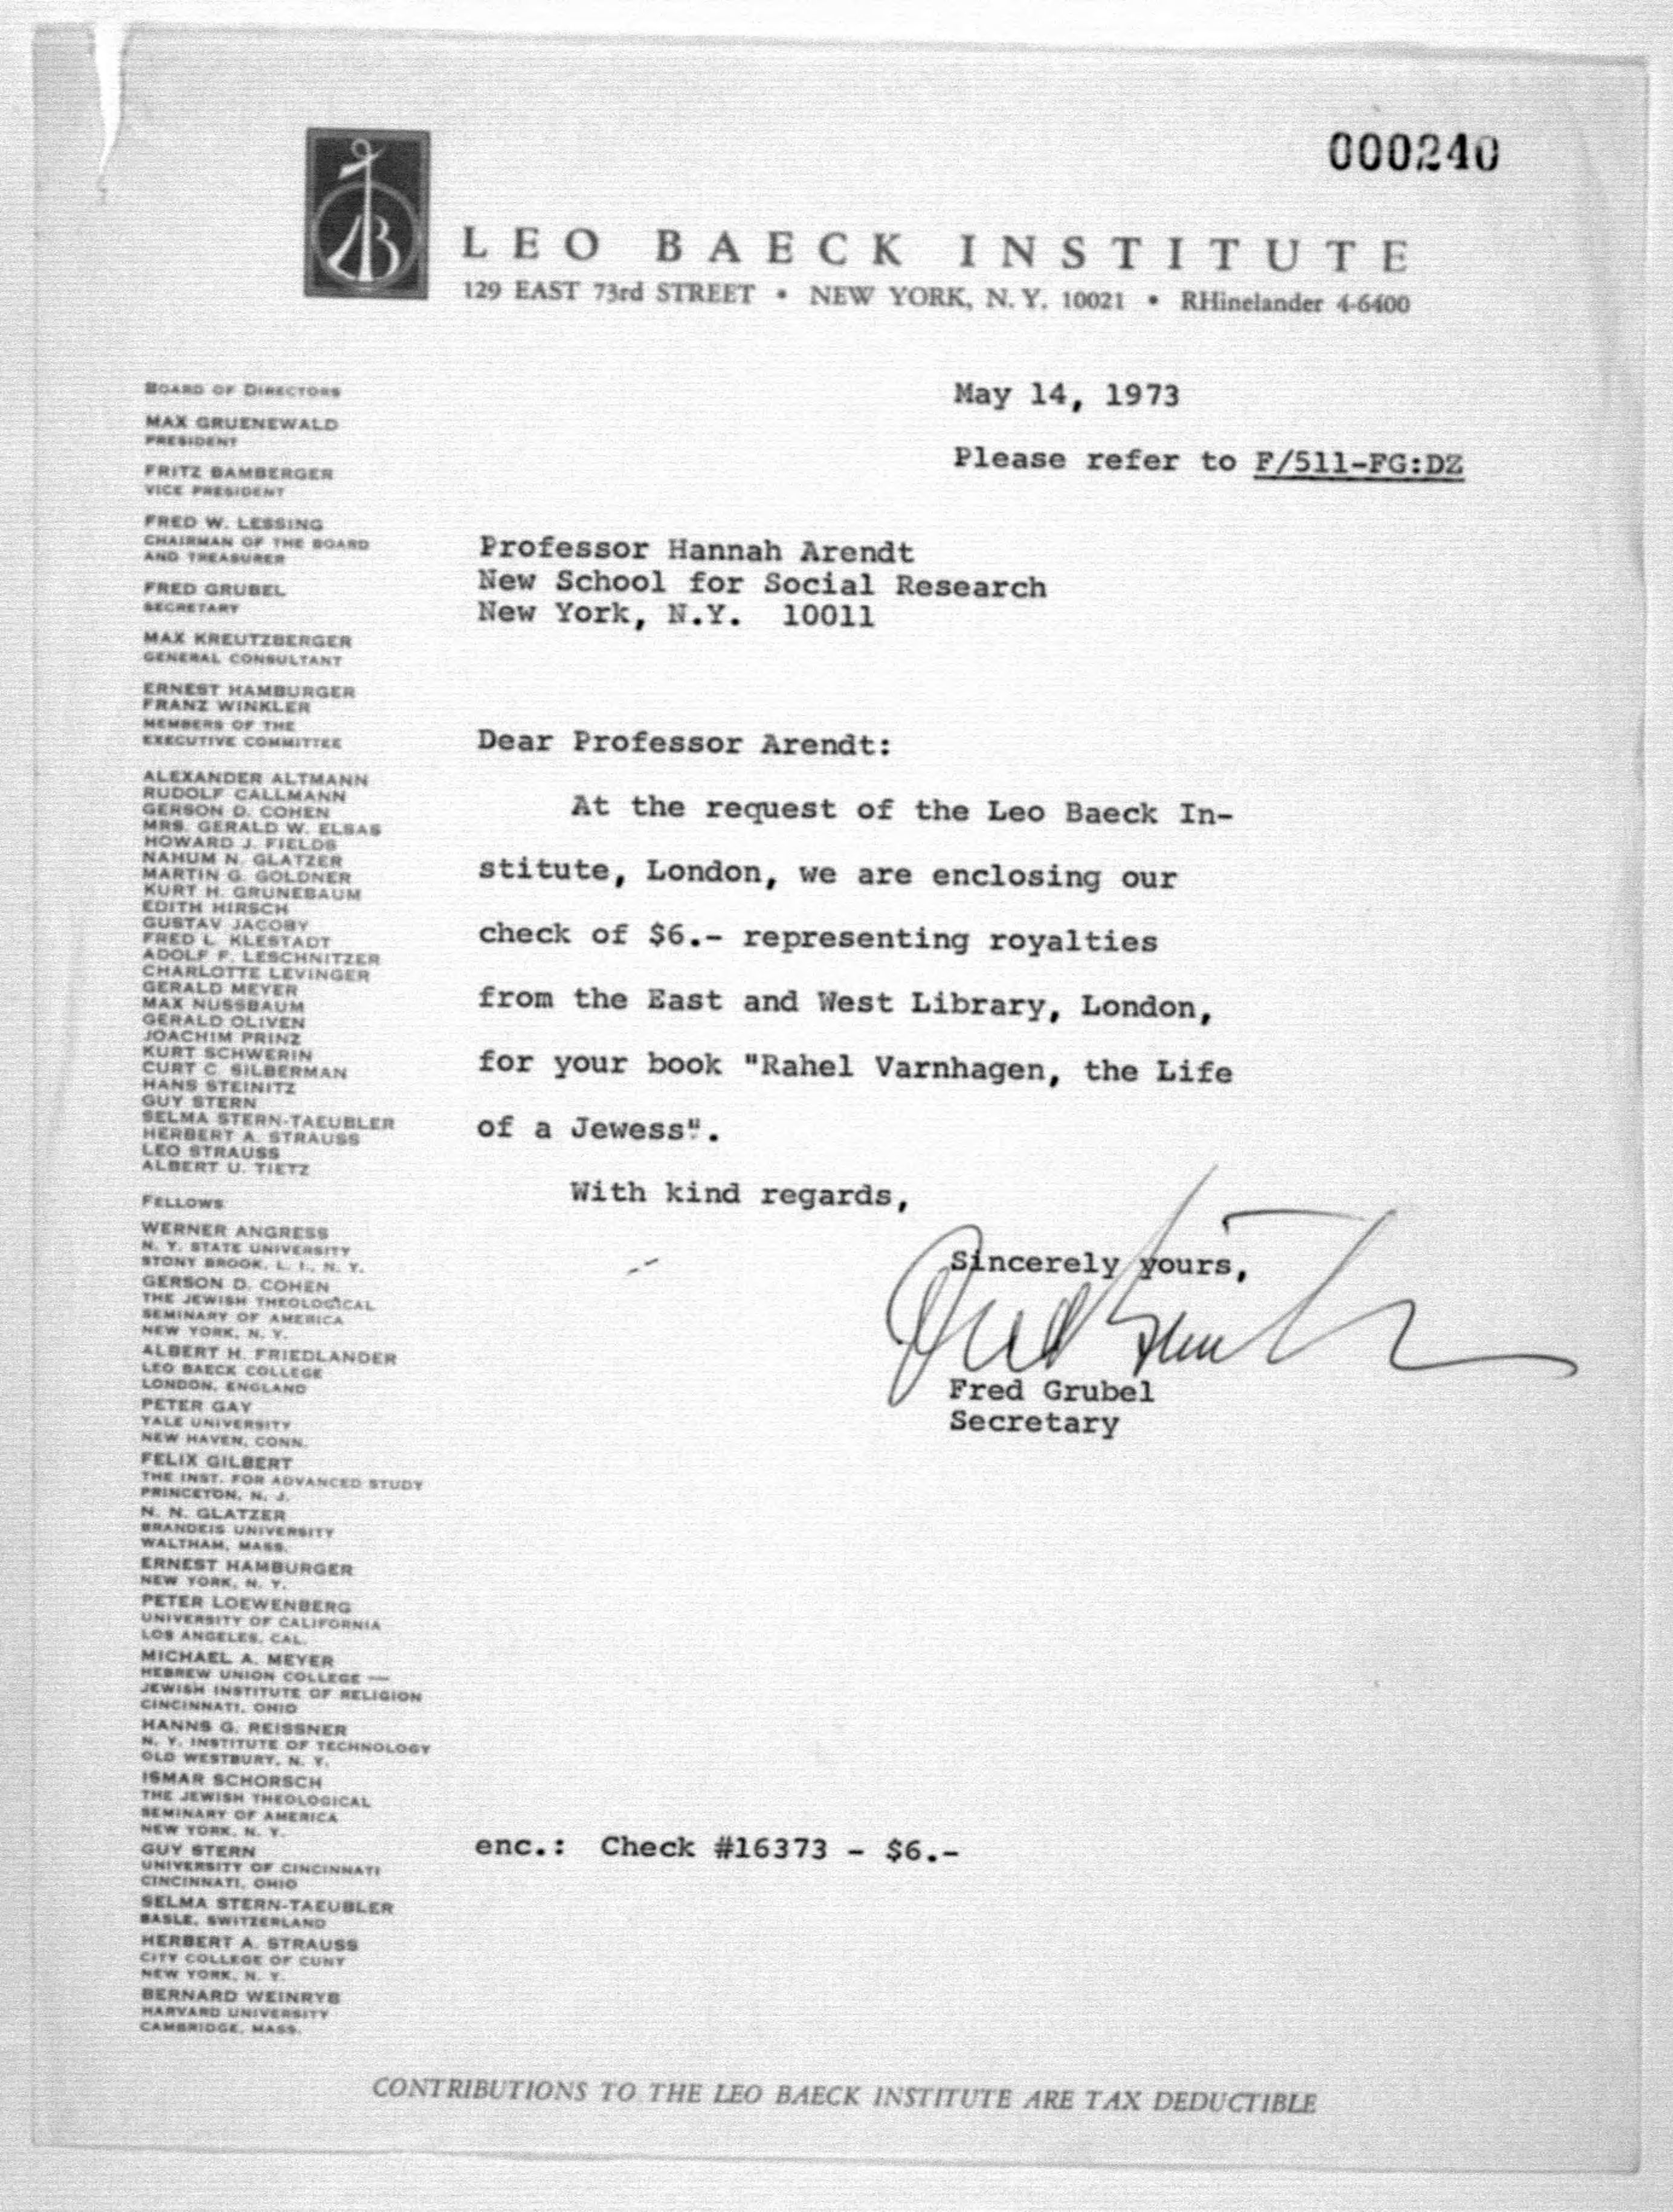 000240
LEO BAECK INSTITUTE
129 EAST 73rd STREET • NEW YORK, N. Y. 10021 • RHinelander 4-6400
BOARD OF DIRECTORS
MAX GRUENEWALD
PRESIDENT
FRITZ BAMBERGER
VICE PRESIDENT
FRED W. LESSING
CHAIRMAN OF THE BOARD
AND TREASURER
FRED GRUBEL
SECRETARY
MAX KREUTZBERGER
GENERAL CONSULTANT
ERNEST HAMBURGER
FRANZ WINKLER
MEMBERS OF THE
EXECUTIVE COMMITTEE
ALEXANDER ALTMANN
RUDOLF CALLMANN
GERSON D. COHEN
MRS. GERALD W. ELSAS
HOWARD J. FIELDS
NAHUM N. GLATZER
MARTIN G. GOLDNER
KURT H. GRUNEBAUM
EDITH HIRSCH
GUSTAV JACOBY
FRED L. KLESTADT
ADOLF F. LESCHNITZER
CHARLOTTE LEVINGER
GERALD MEYER
MAX NUSSBAUM
GERALD OLIVEN
JOACHIM PRINZ
KURT SCHWERIN
CURT C. SILBERMAN
HANS STEINITZ
GUY STERN
SELMA STERN-TAEUBLER
HERBERT A. STRAUSS
LEO STRAUSS
ALBERT U. TIETZ
FELLOWS
WERNER ANGRESS
N. Y. STATE UNIVERSITY
STONY BROOK, L. I., N. Y.
GERSON D. COHEN
THE JEWISH THEOLOGICAL
SEMINARY OF AMERICA
NEW YORK, N. Y.
ALBERT H. FRIEDLANDER
LEO BAECK COLLEGE
LONDON, ENGLAND
PETER GAY
YALE UNIVERSITY
NEW HAVEN, CONN.
FELIX GILBERT
THE INST. FOR ADVANCED STUDY
PRINCETON, N. J.
N. N. GLATZER
BRANDEIS UNIVERSITY
WALTHAM, MASS.
ERNEST HAMBURGER
NEW YORK, N. Y.
PETER LOEWENBERG
UNIVERSITY OF CALIFORNIA
LOS ANGELES, CAL.
MICHAEL A. MEYER
HEBREW UNION COLLEGE —
JEWISH INSTITUTE OF RELIGION
CINCINNATI, OHIO
HANNS G. REISSNER
N. Y. INSTITUTE OF TECHNOLOGY
OLD WESTBURY, N. Y.
ISMAR SCHORSCH
THE JEWISH THEOLOGICAL
SEMINARY OF AMERICA
NEW YORK, N. Y.
GUY STERN
UNIVERSITY OF CINCINNATI
CINCINNATI, OHIO
SELMA STERN-TAEUBLER
BASLE, SWITZERLAND
HERBERT A. STRAUSS
CITY COLLEGE OF CUNY
NEW YORK, N. Y.
BERNARD WEINRYB
HARVARD UNIVERSITY
CAMBRIDGE, MASS.
May 14, 1973
Please refer to F/511-FG:DZ
Professor Hannah Arendt
New School for Social Research
New York, N.Y. 10011
Dear Professor Arendt:
At the request of the Leo Baeck In-
stitute, London, we are enclosing our
check of $6.- representing royalties
from the East and West Library, London,
for your book "Rahel Varnhagen, the Life
of a Jewess".
With kind regards,
Sincerely yours,
Fred Grubel
Secretary
enc.: Check #16373 - $6.-
CONTRIBUTIONS TO THE LEO BAECK INSTITUTE ARE TAX DEDUCTIBLE